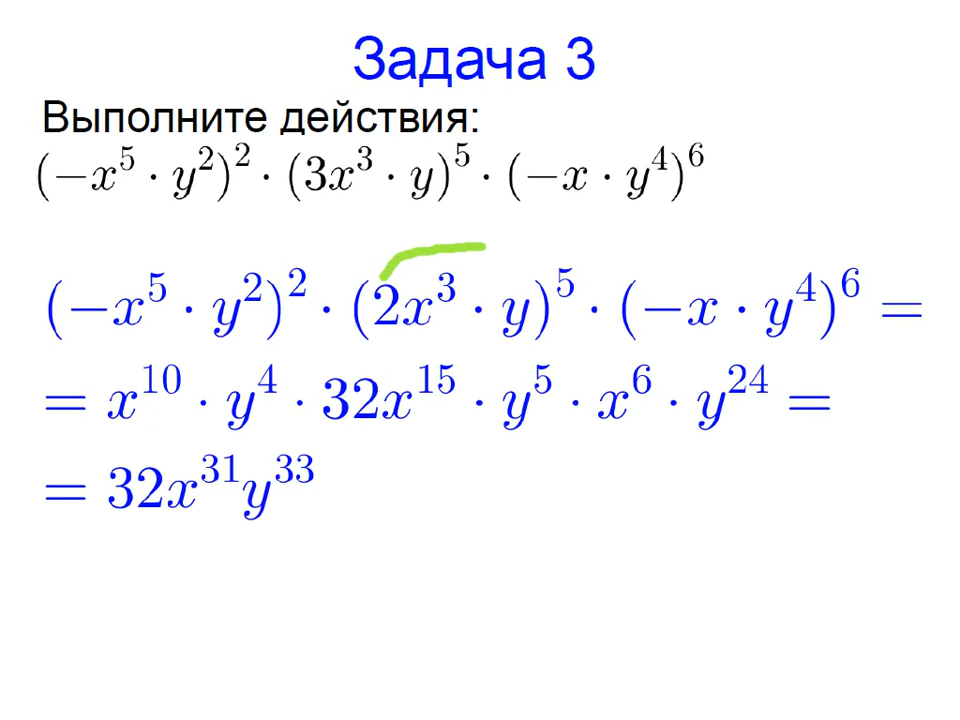 Задача 3
Выполните действия:
(−x⁵ · y²)² · (3x³ · y)⁵ · (−x · y⁴)⁶
(−x⁵ · y²)² · (2x³ · y)⁵ · (−x · y⁴)⁶ =
= x¹⁰ · y⁴ · 32x¹⁵ · y⁵ · x⁶ · y²⁴ =
= 32x³¹y³³